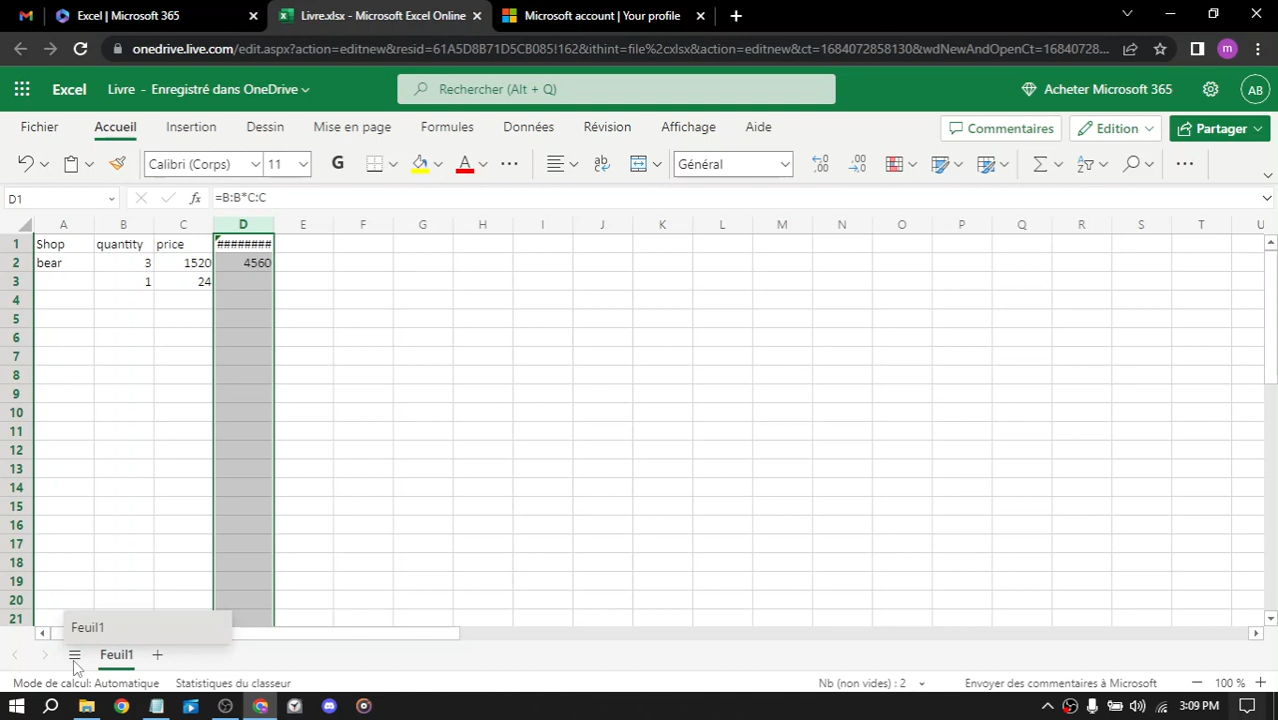 Excel | Microsoft 365
Livre.xlsx - Microsoft Excel Online
Microsoft account | Your profile
onedrive.live.com/edit.aspx?action=editnew&resid=61A5D8B71D5CB085!162&ithint=file%2cxlsx&action=editnew&ct=1684072858130&wdNewAndOpenCt=16840728...
m
Excel
Livre - Enregistré dans OneDrive
Rechercher (Alt + Q)
Acheter Microsoft 365
AB
Fichier Accueil Insertion Dessin Mise en page Formules Données Révision Affichage Aide
Commentaires
Edition
Partager
Calibri (Corps) 11 G A Général
D1 fx =B:B*C:C
A B C D E F G H I J K L M N O P Q R S T U
1 Shop quantity price ########
2 bear 3 1520 4560
3 1 24
4
5
6
7
8
9
10
11
12
13
14
15
16
17
18
19
20
21
Feuil1
Feuil1
Mode de calcul: Automatique Statistiques du classeur Nb (non vides) : 2 Envoyer des commentaires à Microsoft 100 %
3:09 PM